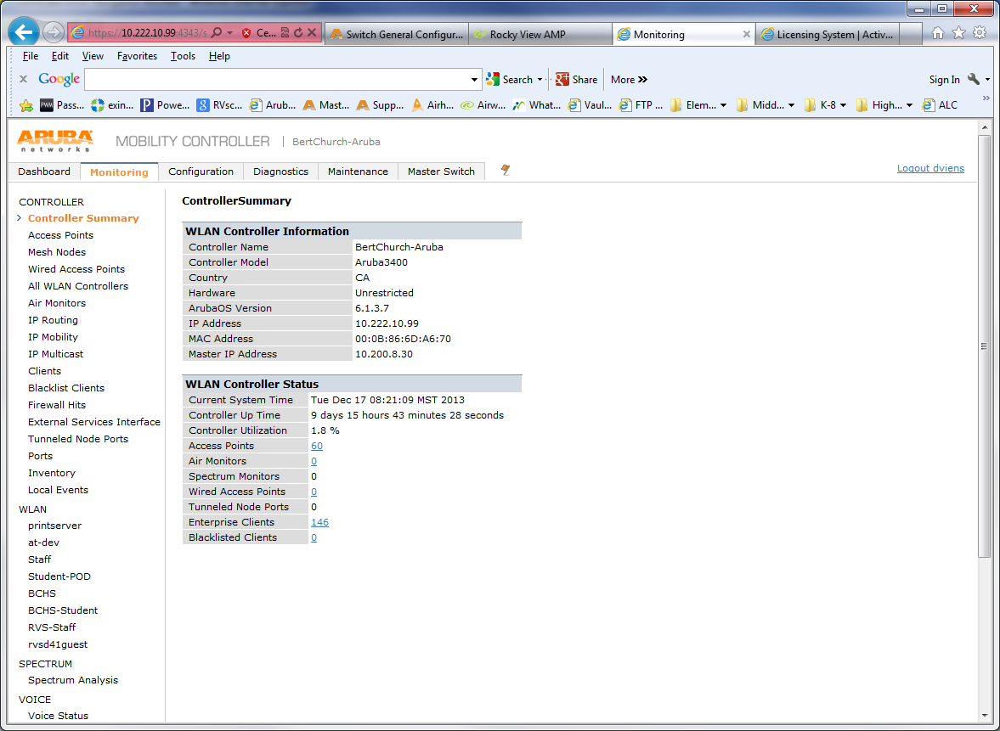 https://10.222.10.99:4343/s Ce... Switch General Configur... Rocky View AMP Monitoring Licensing System | Activ...
File Edit View Favorites Tools Help
Google Search Share More Sign In
Pass... exin... Powe... RVsc... Arub... Mast... Supp... Airh... Airw... What... Vaul... FTP ... Elem... Midd... K-8 High... ALC
ARUBA
networks
MOBILITY CONTROLLER | BertChurch-Aruba
Dashboard Monitoring Configuration Diagnostics Maintenance Master Switch Logout dviens
CONTROLLER
Controller Summary
Access Points
Mesh Nodes
Wired Access Points
All WLAN Controllers
Air Monitors
IP Routing
IP Mobility
IP Multicast
Clients
Blacklist Clients
Firewall Hits
External Services Interface
Tunneled Node Ports
Ports
Inventory
Local Events
WLAN
printserver
at-dev
Staff
Student-POD
BCHS
BCHS-Student
RVS-Staff
rvsd41guest
SPECTRUM
Spectrum Analysis
VOICE
Voice Status
ControllerSummary
WLAN Controller Information
Controller Name BertChurch-Aruba
Controller Model Aruba3400
Country CA
Hardware Unrestricted
ArubaOS Version 6.1.3.7
IP Address 10.222.10.99
MAC Address 00:0B:86:6D:A6:70
Master IP Address 10.200.8.30
WLAN Controller Status
Current System Time Tue Dec 17 08:21:09 MST 2013
Controller Up Time 9 days 15 hours 43 minutes 28 seconds
Controller Utilization 1.8 %
Access Points 60
Air Monitors 0
Spectrum Monitors 0
Wired Access Points 0
Tunneled Node Ports 0
Enterprise Clients 146
Blacklisted Clients 0